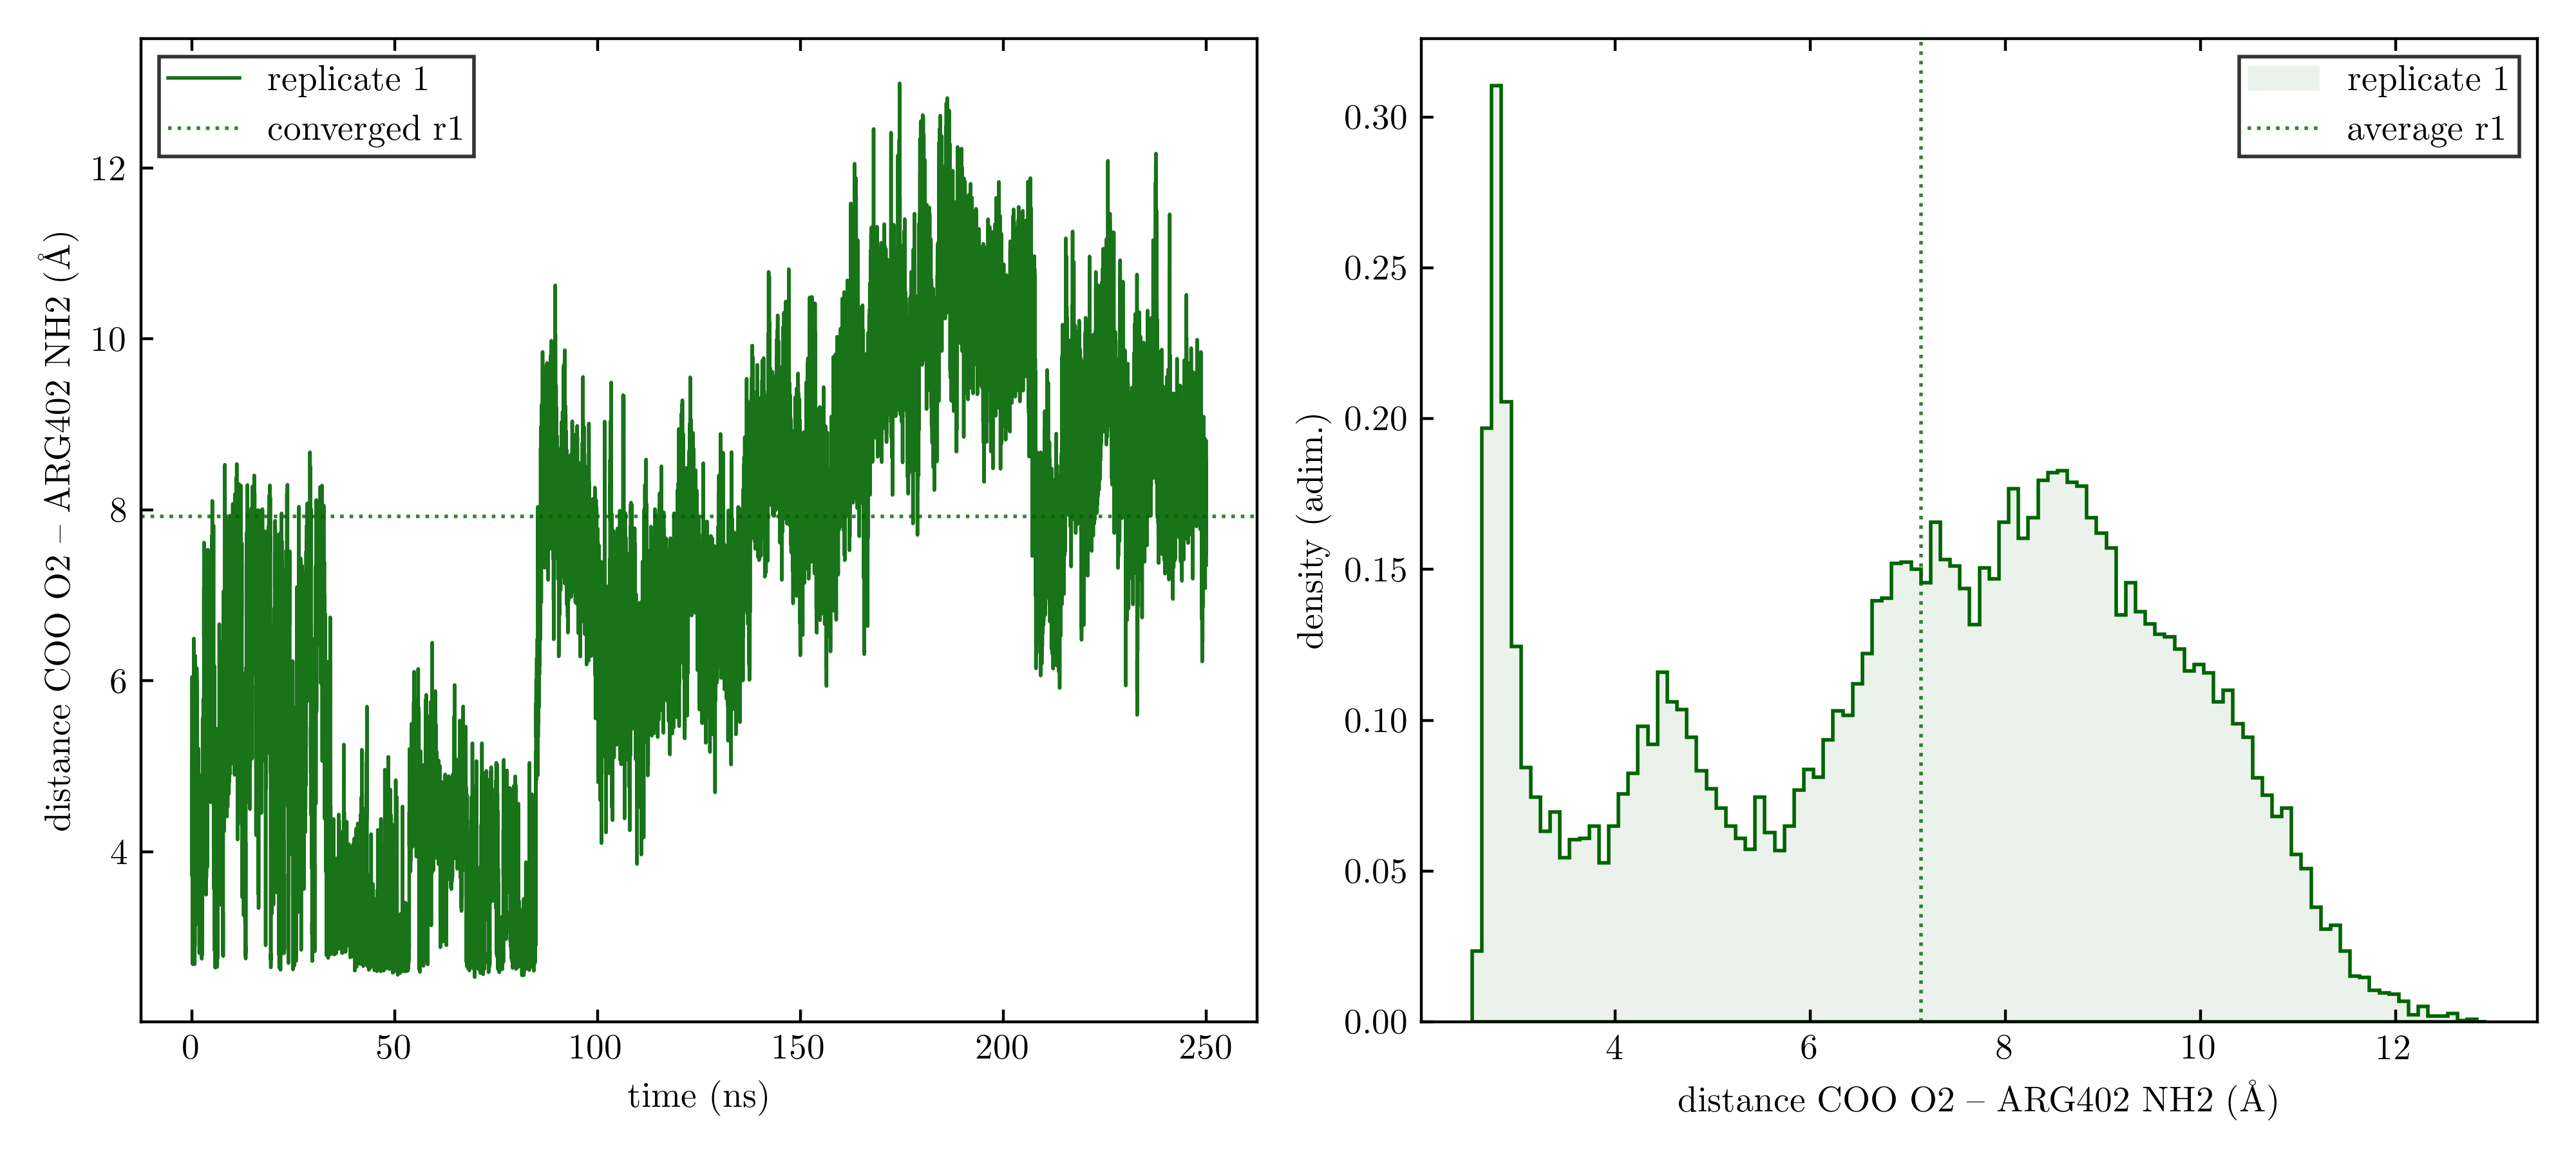 replicate 1
converged r1
12
10
8
6
4
distance COO O2 – ARG402 NH2 (Å)
0 50 100 150 200 250
time (ns)
replicate 1
average r1
0.30
0.25
0.20
0.15
0.10
0.05
0.00
density (adim.)
4 6 8 10 12
distance COO O2 – ARG402 NH2 (Å)